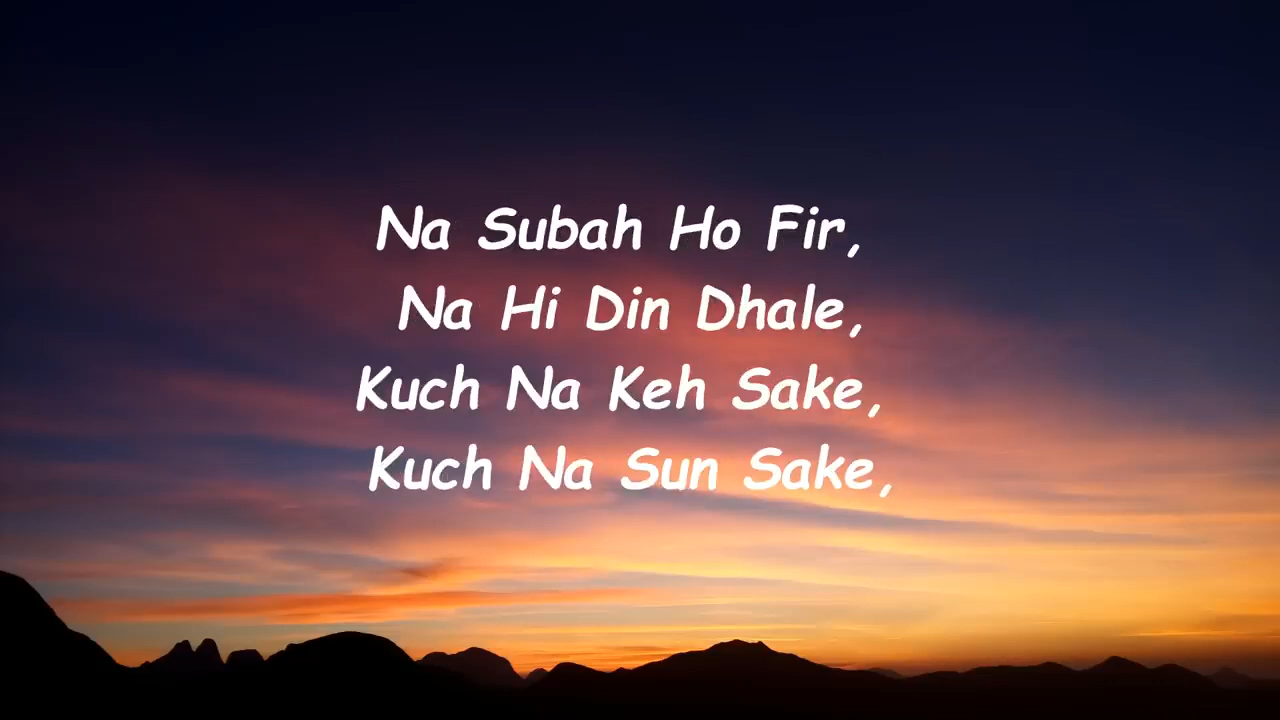 Na Subah Ho Fir,
Na Hi Din Dhale,
Kuch Na Keh Sake,
Kuch Na Sun Sake,